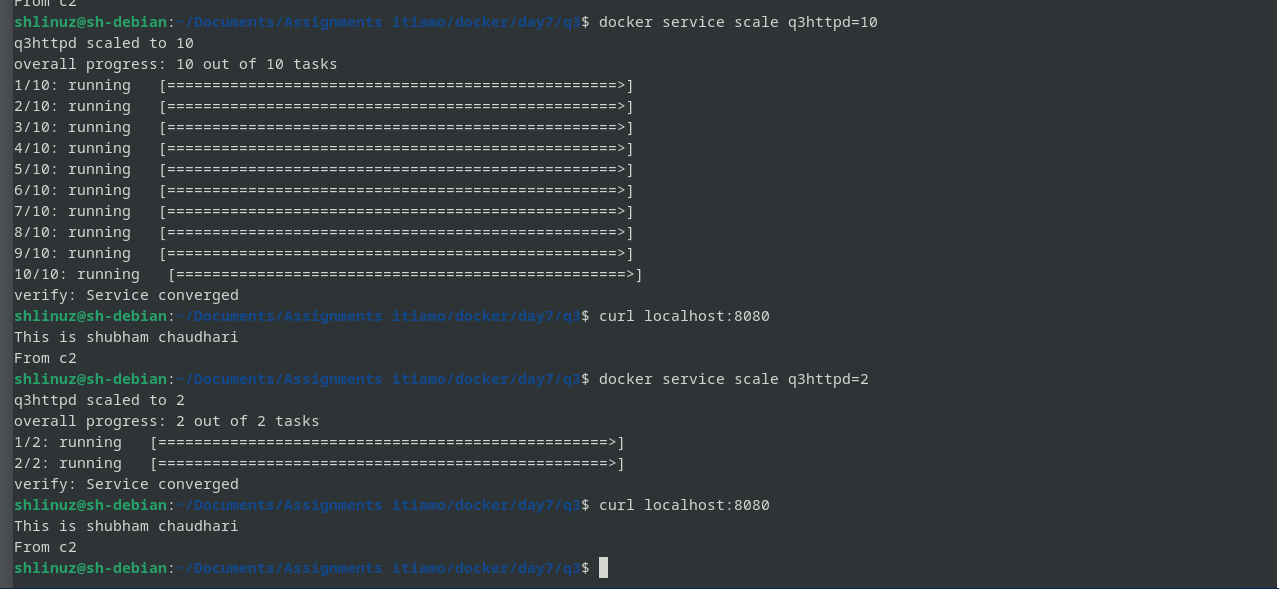 From c2
shlinuz@sh-debian:~/Documents/Assignments itiamo/docker/day7/q3$ docker service scale q3httpd=10
q3httpd scaled to 10
overall progress: 10 out of 10 tasks
1/10: running   [==================================================>]
2/10: running   [==================================================>]
3/10: running   [==================================================>]
4/10: running   [==================================================>]
5/10: running   [==================================================>]
6/10: running   [==================================================>]
7/10: running   [==================================================>]
8/10: running   [==================================================>]
9/10: running   [==================================================>]
10/10: running   [==================================================>]
verify: Service converged
shlinuz@sh-debian:~/Documents/Assignments itiamo/docker/day7/q3$ curl localhost:8080
This is shubham chaudhari
From c2
shlinuz@sh-debian:~/Documents/Assignments itiamo/docker/day7/q3$ docker service scale q3httpd=2
q3httpd scaled to 2
overall progress: 2 out of 2 tasks
1/2: running   [==================================================>]
2/2: running   [==================================================>]
verify: Service converged
shlinuz@sh-debian:~/Documents/Assignments itiamo/docker/day7/q3$ curl localhost:8080
This is shubham chaudhari
From c2
shlinuz@sh-debian:~/Documents/Assignments itiamo/docker/day7/q3$